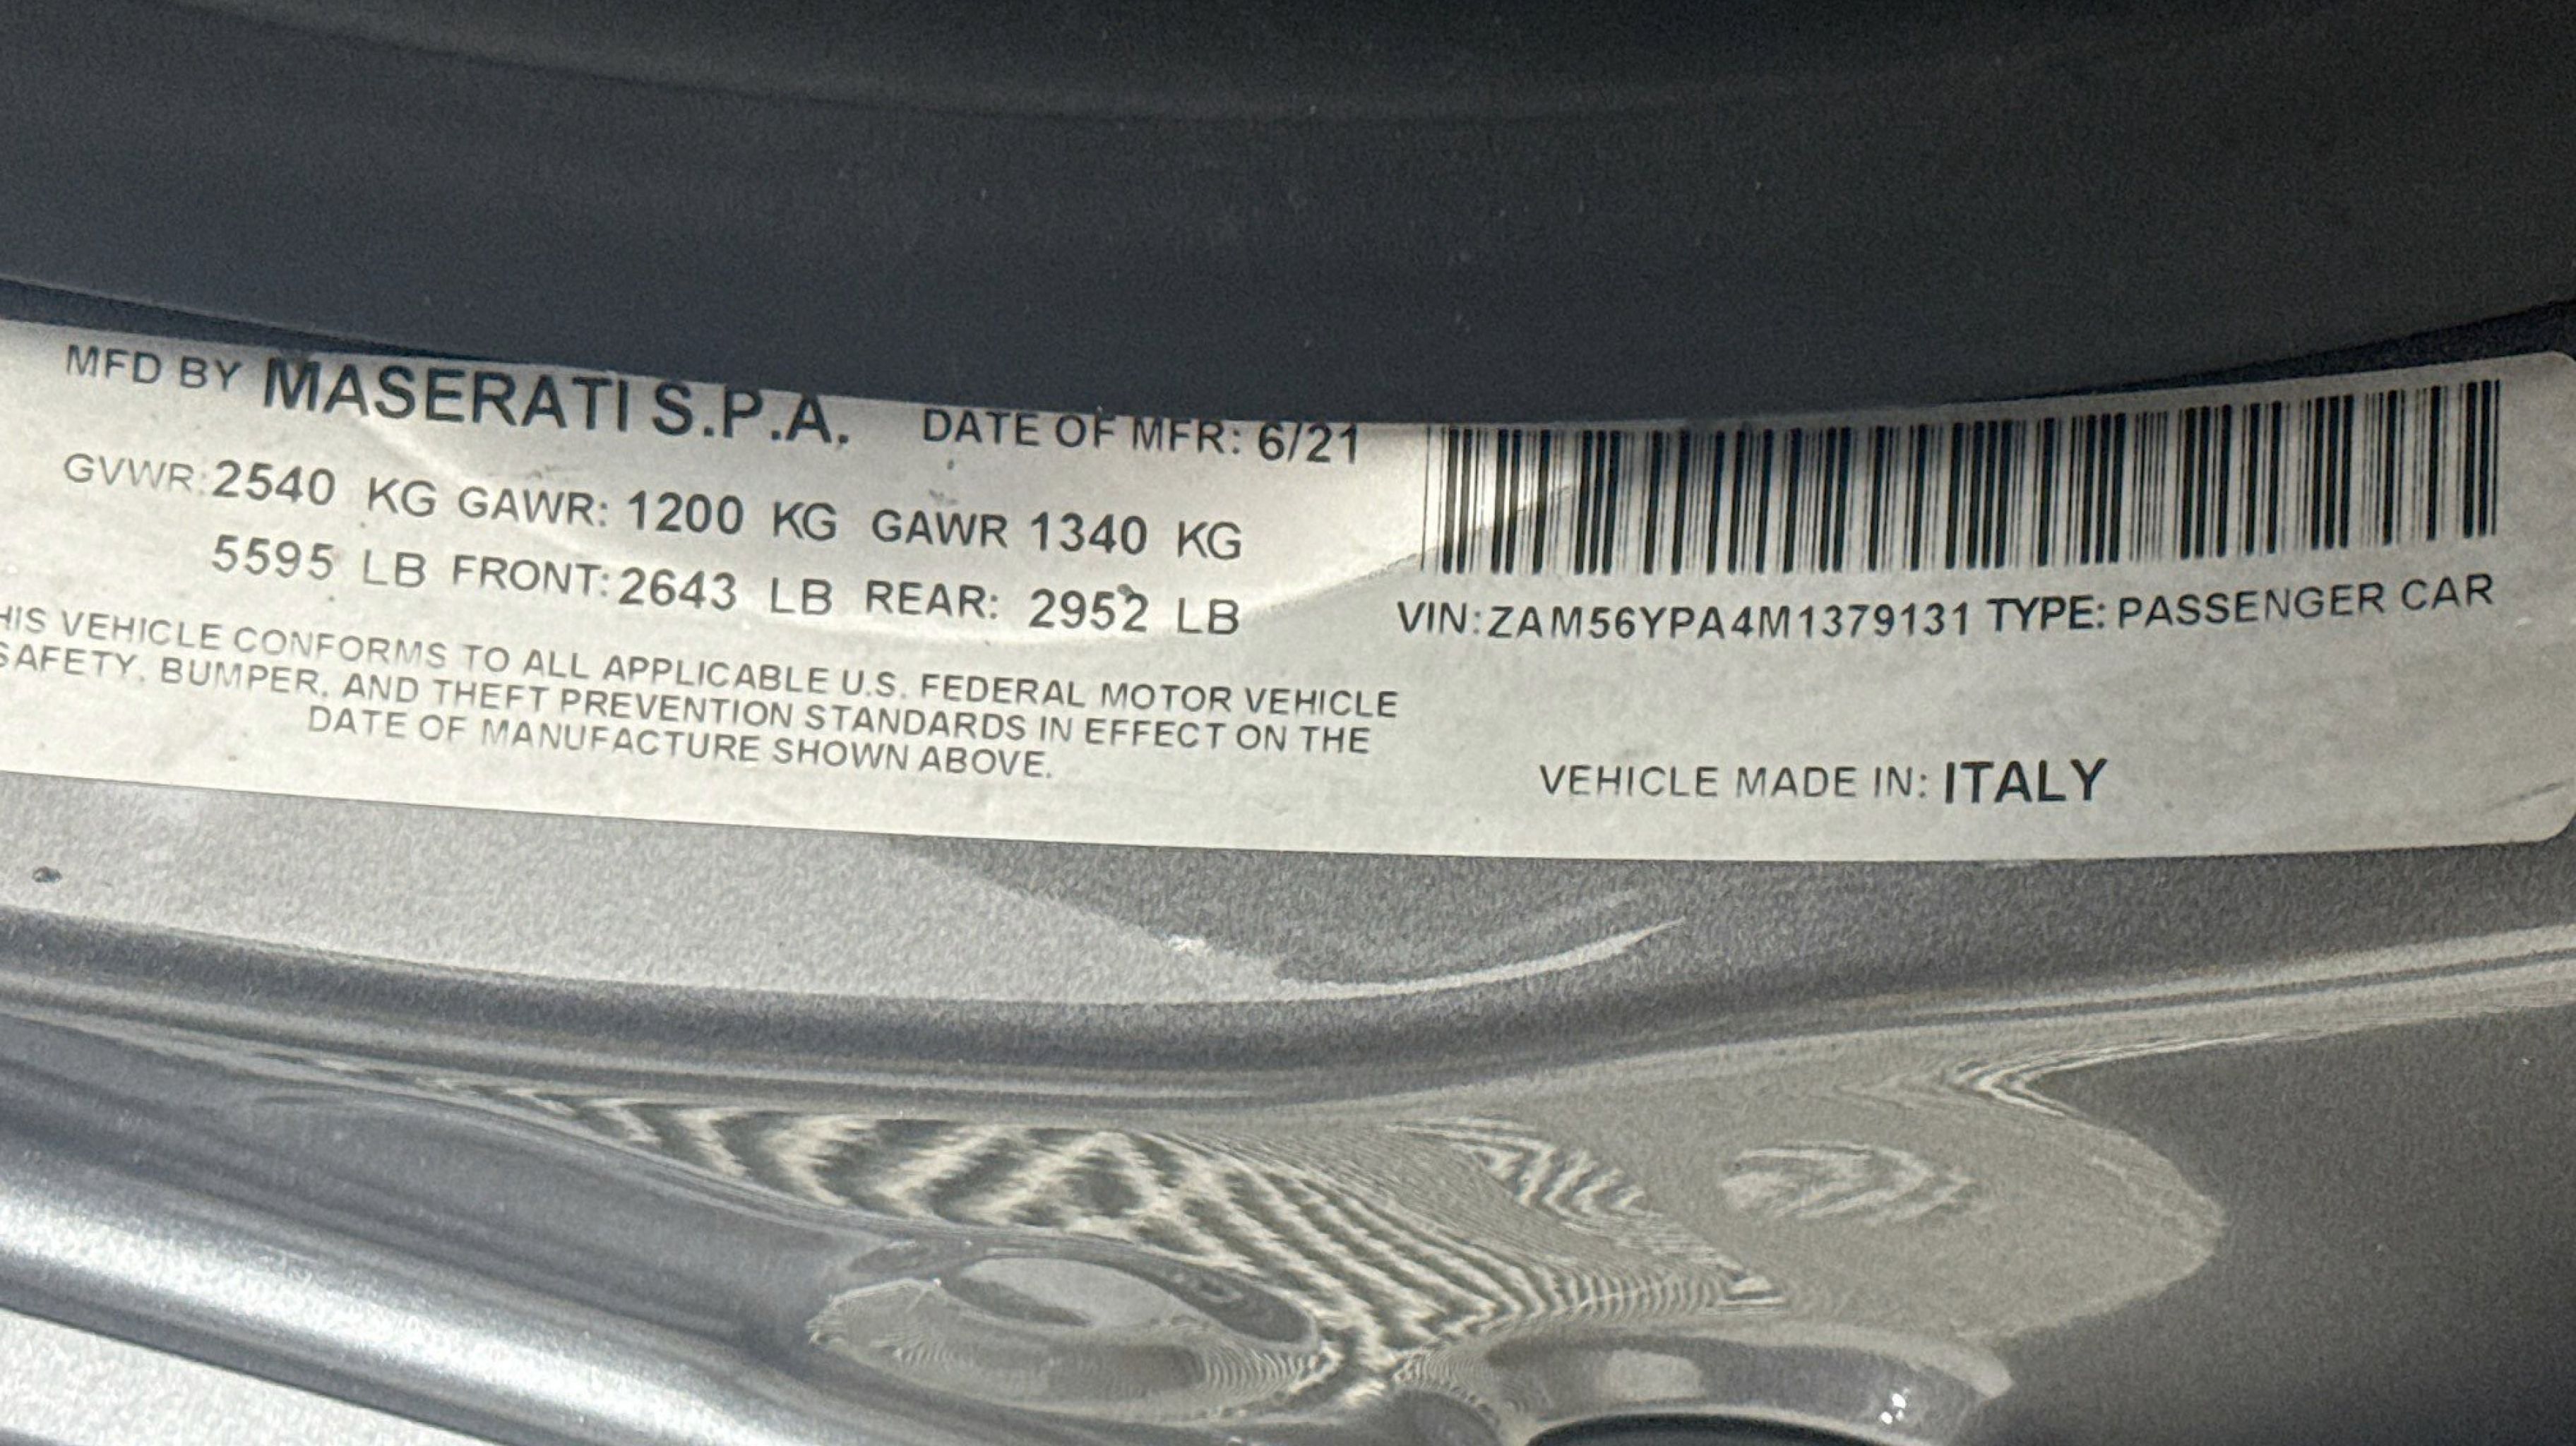 MFD BY MASERATI S.P.A. DATE OF MFR: 6/21
GVWR: 2540 KG GAWR: 1200 KG GAWR 1340 KG
5595 LB FRONT: 2643 LB REAR: 2952 LB
HIS VEHICLE CONFORMS TO ALL APPLICABLE U.S. FEDERAL MOTOR VEHICLE
SAFETY, BUMPER, AND THEFT PREVENTION STANDARDS IN EFFECT ON THE
DATE OF MANUFACTURE SHOWN ABOVE.
VIN: ZAM56YPA4M1379131 TYPE: PASSENGER CAR
VEHICLE MADE IN: ITALY